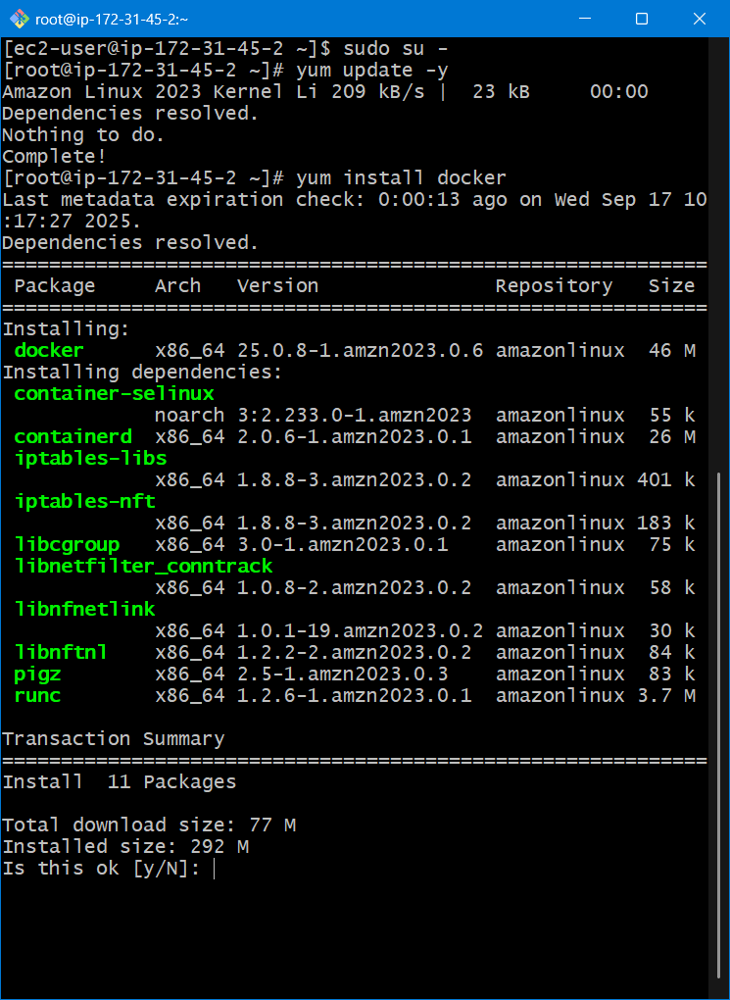 root@ip-172-31-45-2:~
[ec2-user@ip-172-31-45-2 ~]$ sudo su -
[root@ip-172-31-45-2 ~]# yum update -y
Amazon Linux 2023 Kernel Li 209 kB/s |  23 kB     00:00
Dependencies resolved.
Nothing to do.
Complete!
[root@ip-172-31-45-2 ~]# yum install docker
Last metadata expiration check: 0:00:13 ago on Wed Sep 17 10
:17:27 2025.
Dependencies resolved.
============================================================
 Package     Arch   Version               Repository   Size
============================================================
Installing:
 docker      x86_64 25.0.8-1.amzn2023.0.6 amazonlinux  46 M
Installing dependencies:
 container-selinux
             noarch 3:2.233.0-1.amzn2023  amazonlinux  55 k
 containerd  x86_64 2.0.6-1.amzn2023.0.1  amazonlinux  26 M
 iptables-libs
             x86_64 1.8.8-3.amzn2023.0.2  amazonlinux 401 k
 iptables-nft
             x86_64 1.8.8-3.amzn2023.0.2  amazonlinux 183 k
 libcgroup   x86_64 3.0-1.amzn2023.0.1    amazonlinux  75 k
 libnetfilter_conntrack
             x86_64 1.0.8-2.amzn2023.0.2  amazonlinux  58 k
 libnfnetlink
             x86_64 1.0.1-19.amzn2023.0.2 amazonlinux  30 k
 libnftnl    x86_64 1.2.2-2.amzn2023.0.2  amazonlinux  84 k
 pigz        x86_64 2.5-1.amzn2023.0.3    amazonlinux  83 k
 runc        x86_64 1.2.6-1.amzn2023.0.1  amazonlinux 3.7 M
Transaction Summary
============================================================
Install  11 Packages
Total download size: 77 M
Installed size: 292 M
Is this ok [y/N]: